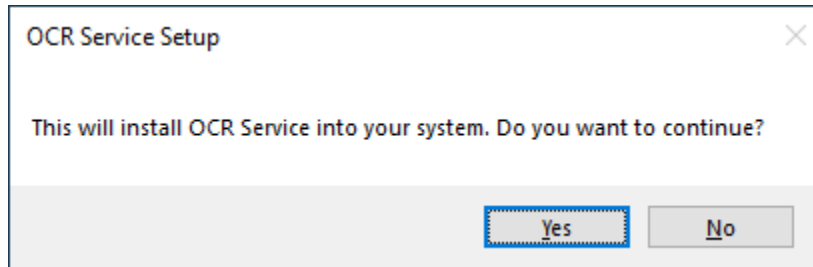 OCR Service Setup
This will install OCR Service into your system. Do you want to continue?
Yes
No